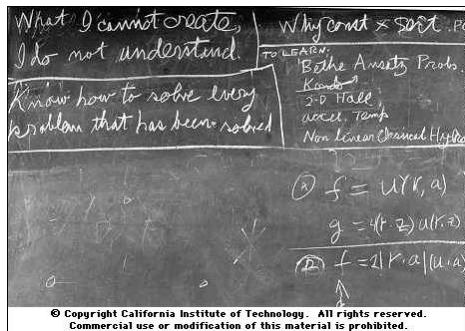 What I cannot create,
I do not understand.
Know how to solve every
problem that has been solved
Why const × sort .
TO LEARN:
Bethe Ansatz Probs.
Kondo
2-D Hall
accel. Temp
Non Linear Classical Hydro
f = u(r, a)
g = 4(r·z) u(r, z)
f = 2|r·a|(u·a)
© Copyright California Institute of Technology. All rights reserved.
Commercial use or modification of this material is prohibited.